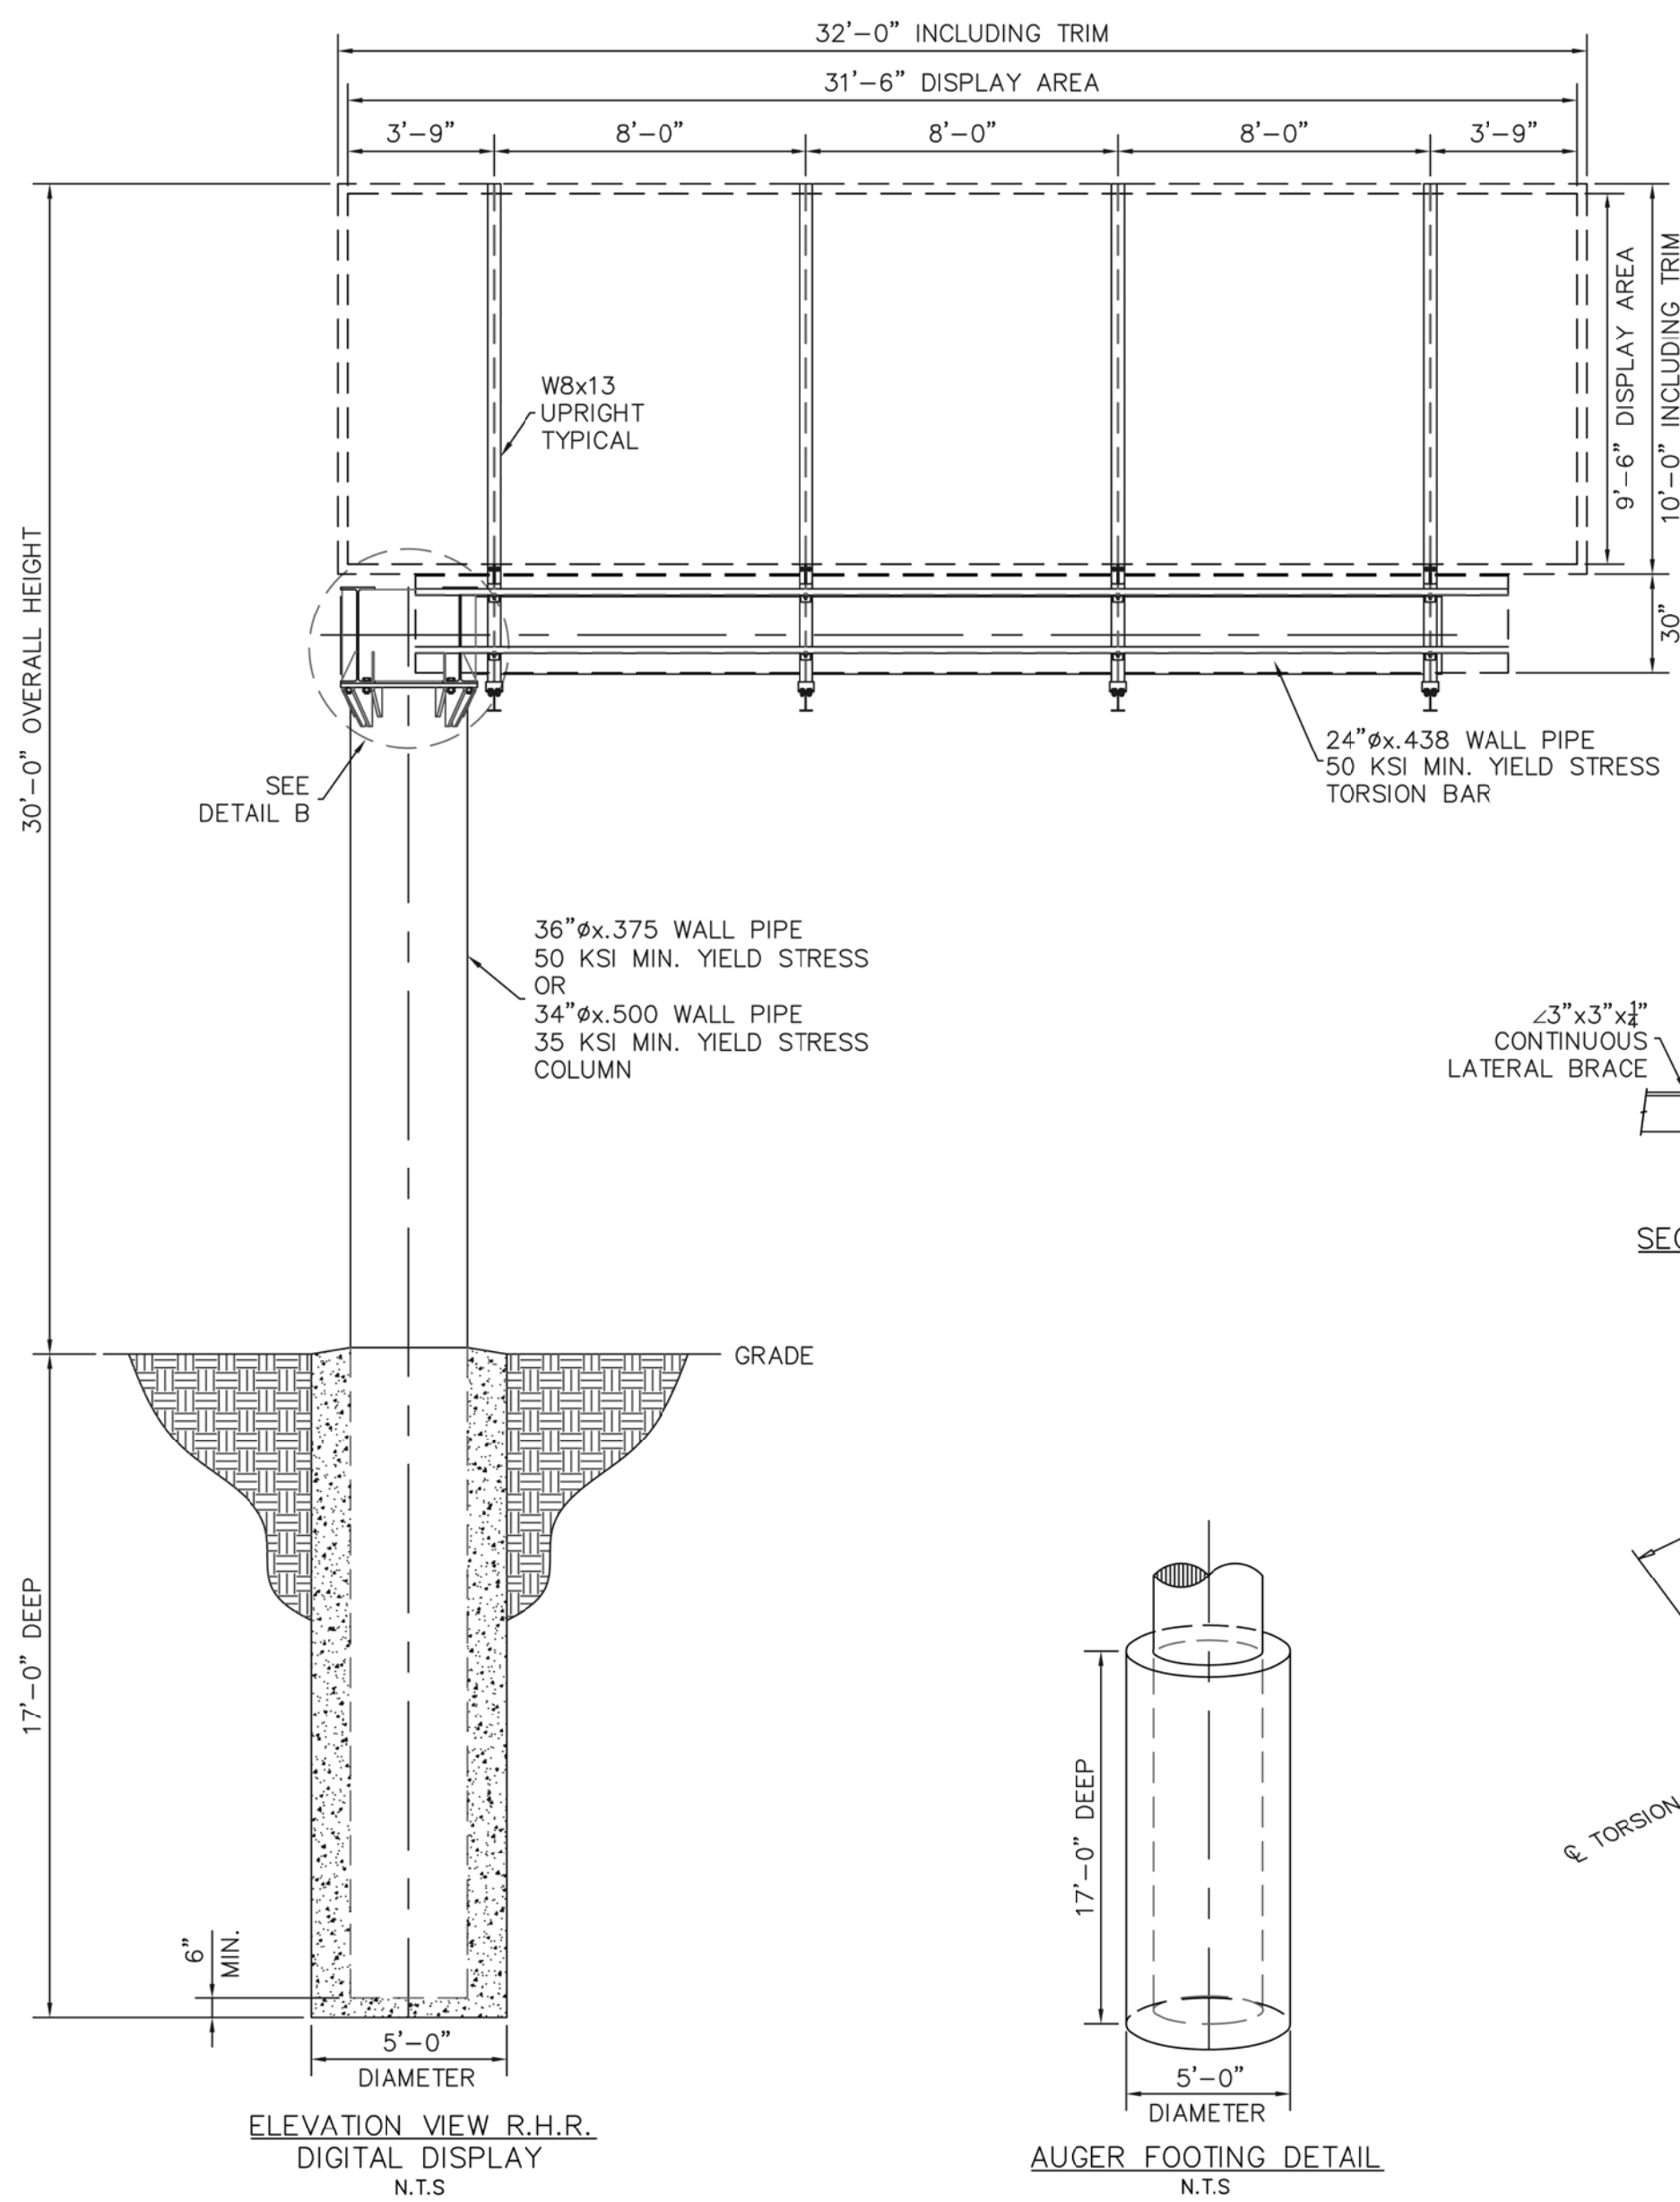 32'-0" INCLUDING TRIM
31'-6" DISPLAY AREA
3'-9"
8'-0"
8'-0"
8'-0"
3'-9"
30'-0" OVERALL HEIGHT
W8x13
UPRIGHT
TYPICAL
9'-6" DISPLAY AREA
10'-0" INCLUDING TRIM
30"
SEE
DETAIL B
24"øx.438 WALL PIPE
50 KSI MIN. YIELD STRESS
TORSION BAR
36"øx.375 WALL PIPE
50 KSI MIN. YIELD STRESS
OR
34"øx.500 WALL PIPE
35 KSI MIN. YIELD STRESS
COLUMN
∠3"x3"x1/4"
CONTINUOUS
LATERAL BRACE
GRADE
17'-0" DEEP
6"
MIN.
5'-0"
DIAMETER
ELEVATION VIEW R.H.R.
DIGITAL DISPLAY
N.T.S
17'-0" DEEP
5'-0"
DIAMETER
AUGER FOOTING DETAIL
N.T.S
℄ TORSION